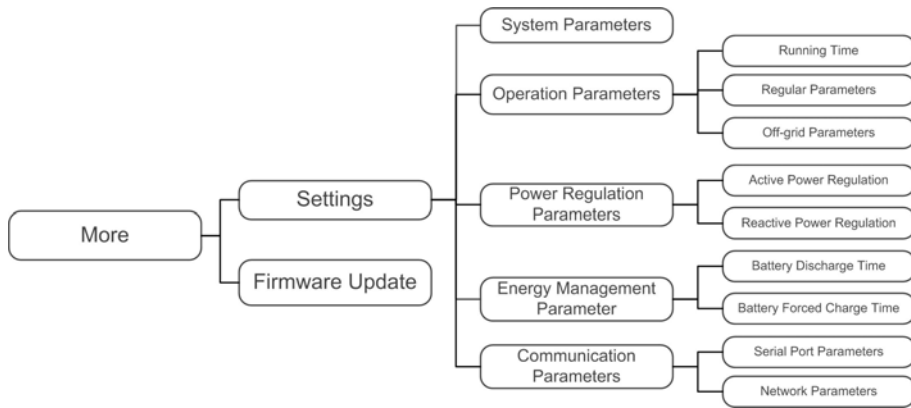 More
Settings
Firmware Update
System Parameters
Operation Parameters
Running Time
Regular Parameters
Off-grid Parameters
Power Regulation
Parameters
Active Power Regulation
Reactive Power Regulation
Energy Management
Parameter
Battery Discharge Time
Battery Forced Charge Time
Communication
Parameters
Serial Port Parameters
Network Parameters